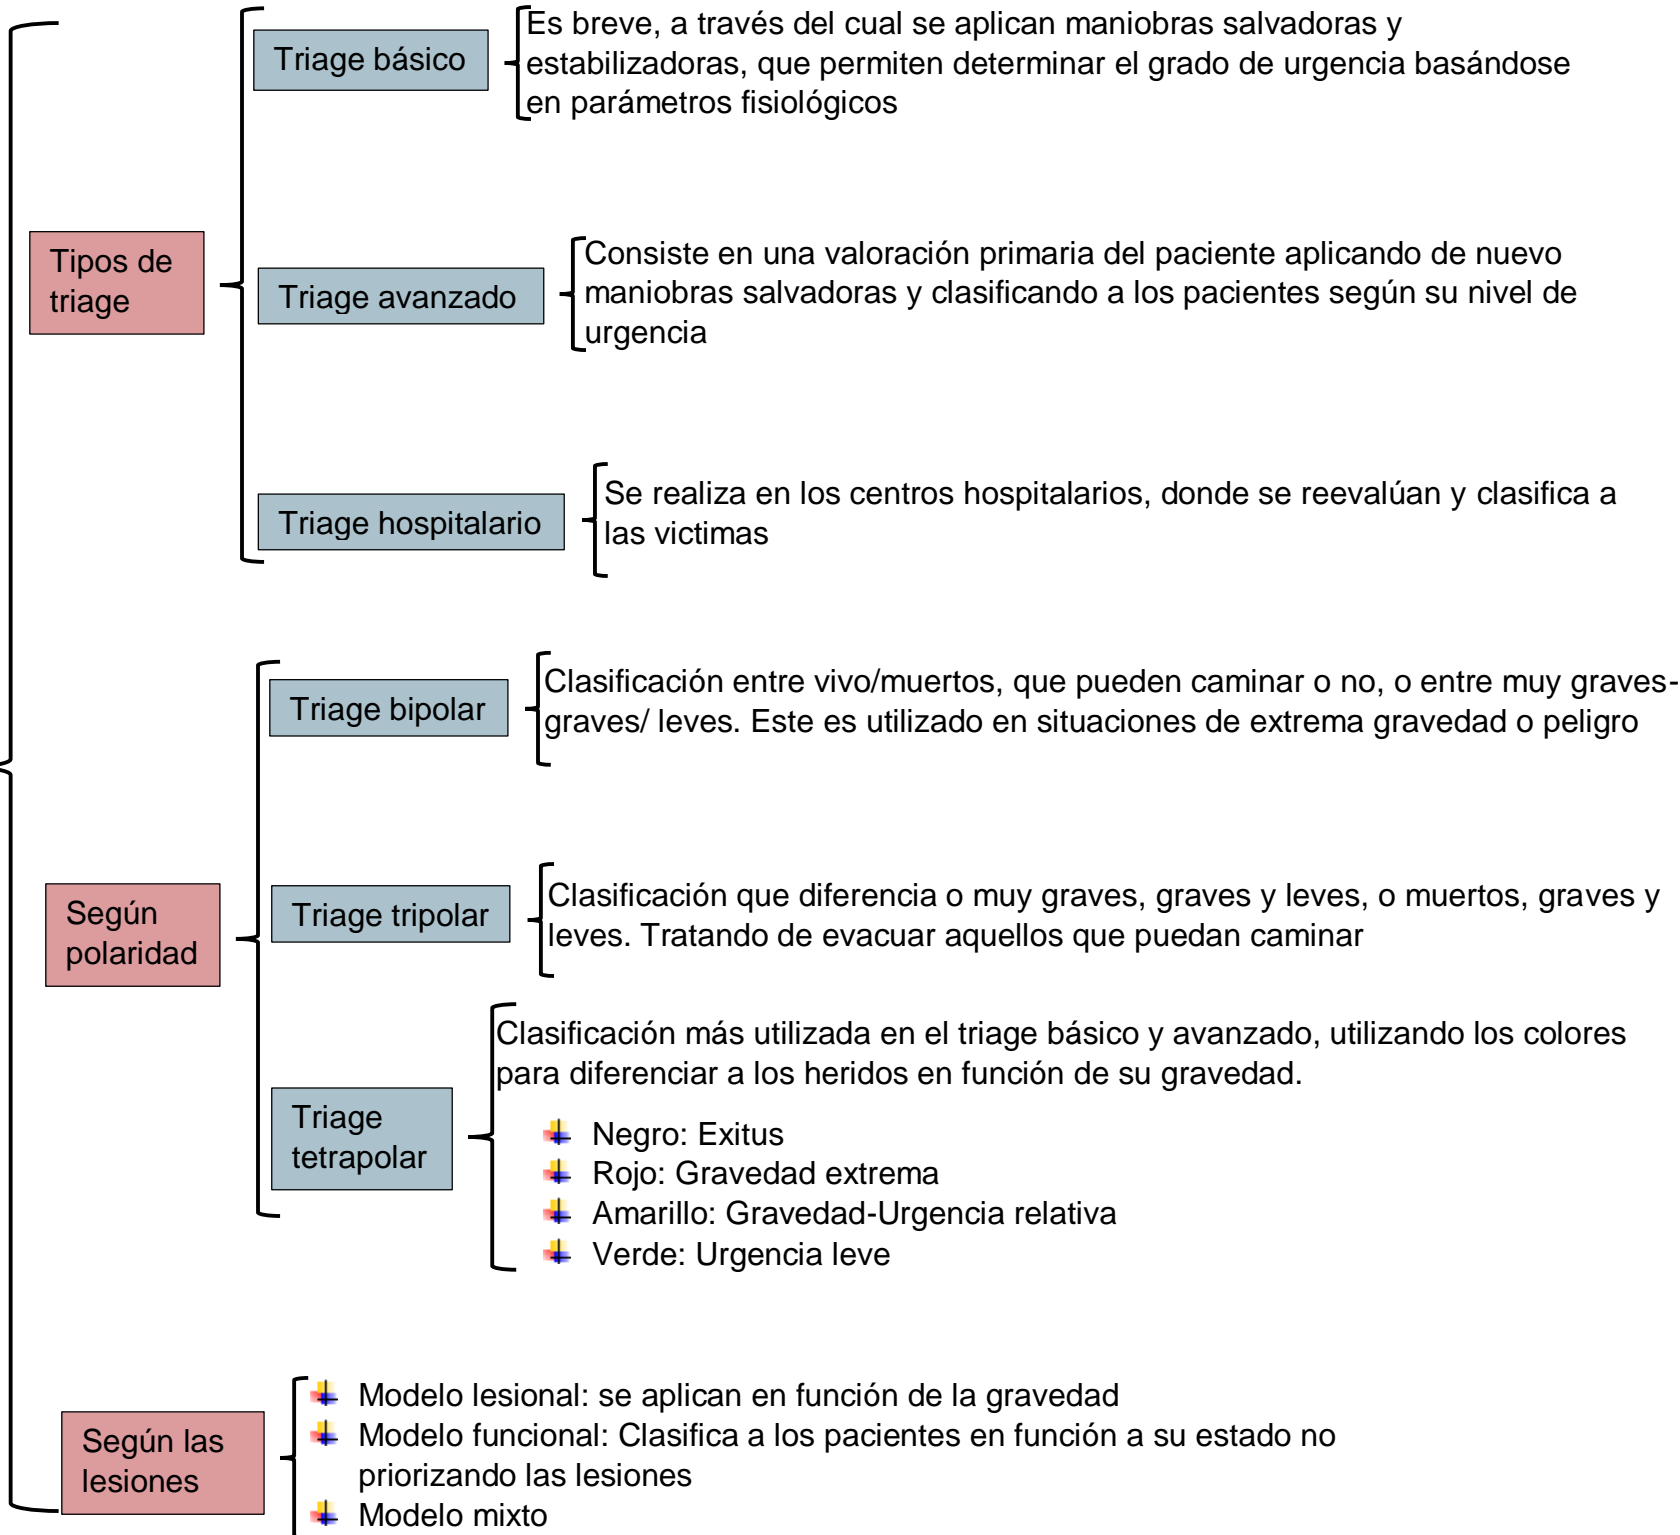 Tipos de
triage
Triage básico
Es breve, a través del cual se aplican maniobras salvadoras y
estabilizadoras, que permiten determinar el grado de urgencia basándose
en parámetros fisiológicos
Triage avanzado
Consiste en una valoración primaria del paciente aplicando de nuevo
maniobras salvadoras y clasificando a los pacientes según su nivel de
urgencia
Triage hospitalario
Se realiza en los centros hospitalarios, donde se reevalúan y clasifica a
las victimas
Según
polaridad
Triage bipolar
Clasificación entre vivo/muertos, que pueden caminar o no, o entre muy graves-
graves/ leves. Este es utilizado en situaciones de extrema gravedad o peligro
Triage tripolar
Clasificación que diferencia o muy graves, graves y leves, o muertos, graves y
leves. Tratando de evacuar aquellos que puedan caminar
Triage
tetrapolar
Clasificación más utilizada en el triage básico y avanzado, utilizando los colores
para diferenciar a los heridos en función de su gravedad.
Negro: Exitus
Rojo: Gravedad extrema
Amarillo: Gravedad-Urgencia relativa
Verde: Urgencia leve
Según las
lesiones
Modelo lesional: se aplican en función de la gravedad
Modelo funcional: Clasifica a los pacientes en función a su estado no
priorizando las lesiones
Modelo mixto